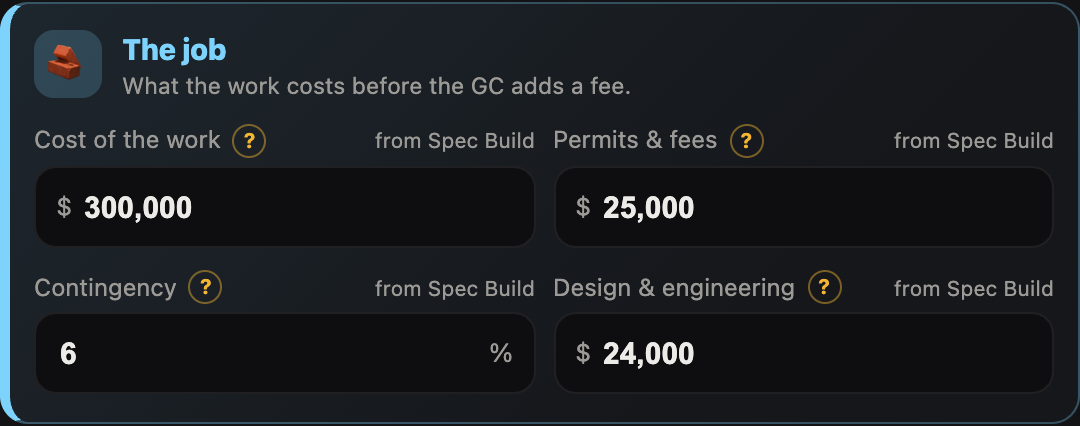 The job
What the work costs before the GC adds a fee.
Cost of the work ? from Spec Build
$ 300,000
Permits & fees ? from Spec Build
$ 25,000
Contingency ? from Spec Build
6 %
Design & engineering ? from Spec Build
$ 24,000